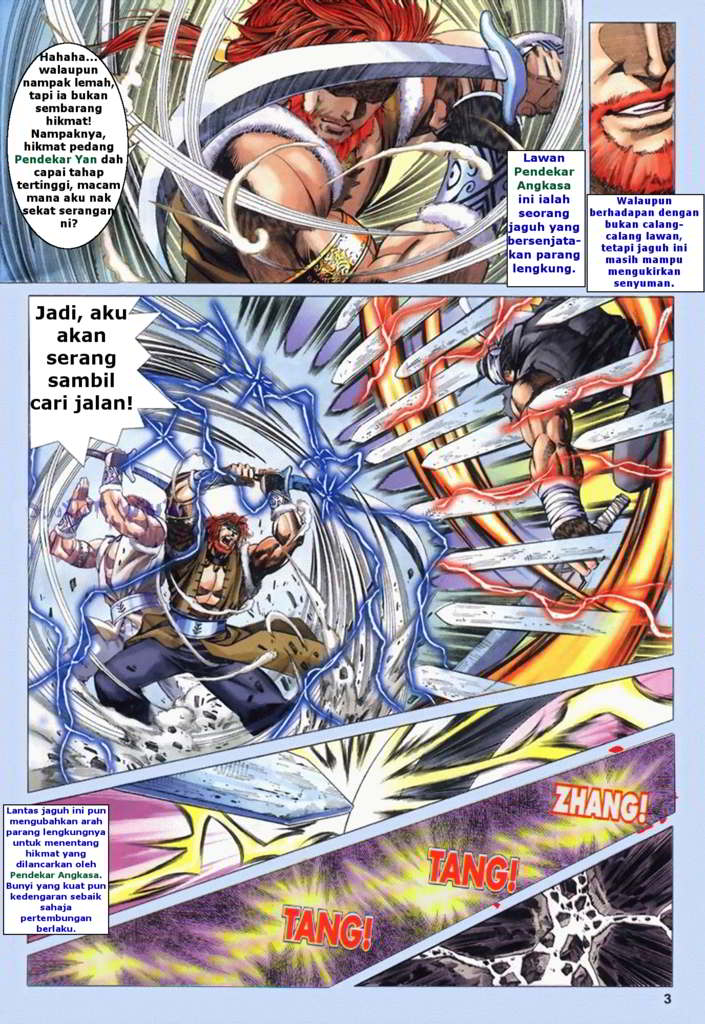 Hahaha...
walaupun
nampak lemah,
tapi ia bukan
sembarang
hikmat!
Nampaknya,
hikmat pedang
Pendekar Yan dah
capai tahap
tertinggi, macam
mana aku nak
sekat serangan
ni?
Lawan
Pendekar
Angkasa
ini ialah
seorang
jaguh yang
bersenjata-
kan parang
lengkung.
Walaupun
berhadapan dengan
bukan calang-
calang lawan,
tetapi jaguh ini
masih mampu
mengukirkan
senyuman.
Jadi, aku
akan
serang
sambil
cari jalan!
Lantas jaguh ini pun
mengubahkan arah
parang lengkungnya
untuk menentang
hikmat yang
dilancarkan oleh
Pendekar Angkasa.
Bunyi yang kuat pun
kedengaran sebaik
sahaja
pertembungan
berlaku.
ZHANG!
TANG!
TANG!
3